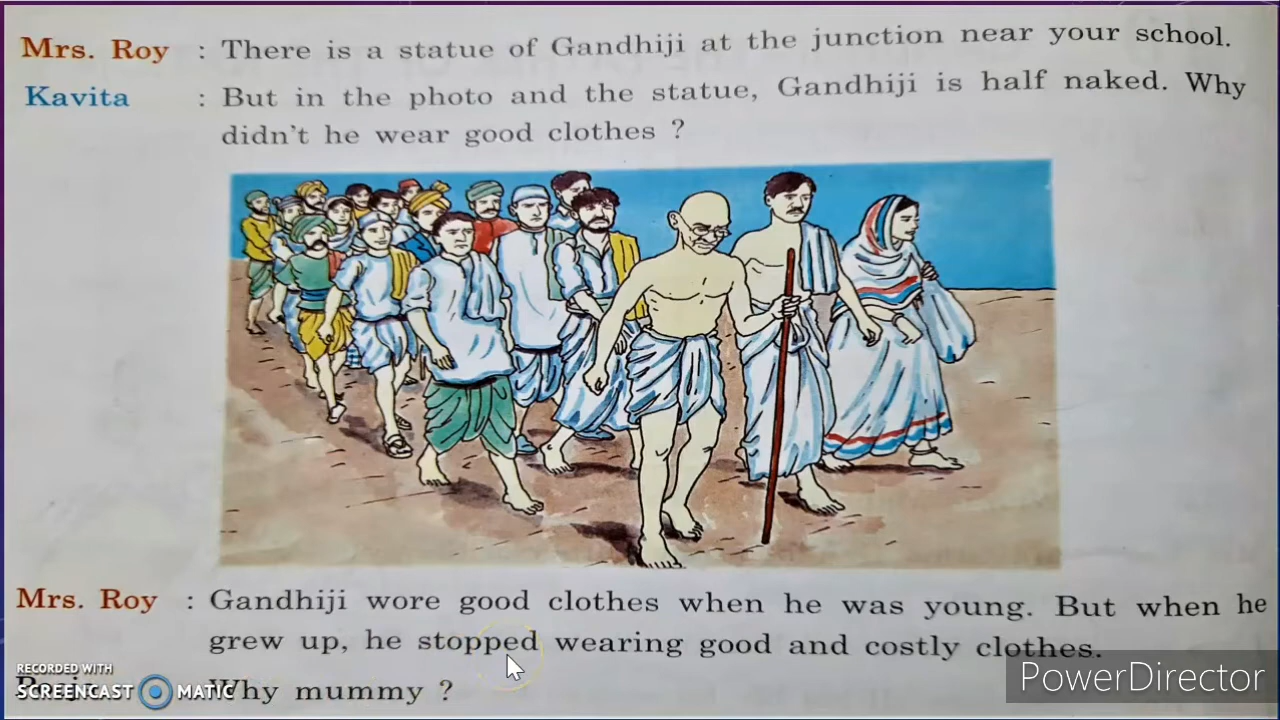 Mrs. Roy : There is a statue of Gandhiji at the junction near your school.
Kavita : But in the photo and the statue, Gandhiji is half naked. Why
didn't he wear good clothes ?
Mrs. Roy : Gandhiji wore good clothes when he was young. But when he
grew up, he stopped wearing good and costly clothes.
Why mummy ?
RECORDED WITH
SCREENCAST MATIC
PowerDirector